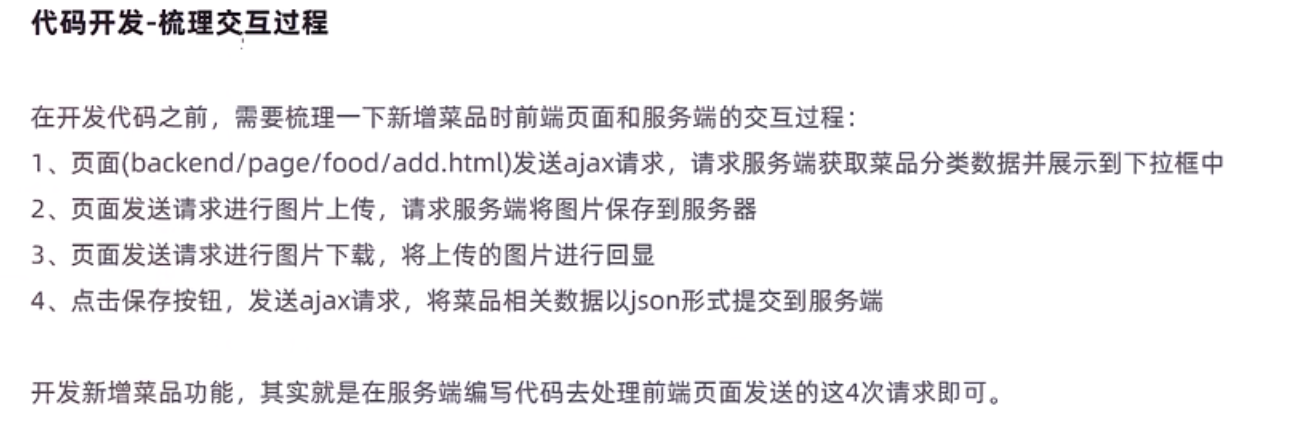 代码开发-梳理交互过程
在开发代码之前，需要梳理一下新增菜品时前端页面和服务端的交互过程：
1、页面(backend/page/food/add.html)发送ajax请求，请求服务端获取菜品分类数据并展示到下拉框中
2、页面发送请求进行图片上传，请求服务端将图片保存到服务器
3、页面发送请求进行图片下载，将上传的图片进行回显
4、点击保存按钮，发送ajax请求，将菜品相关数据以json形式提交到服务端
开发新增菜品功能，其实就是在服务端编写代码去处理前端页面发送的这4次请求即可。